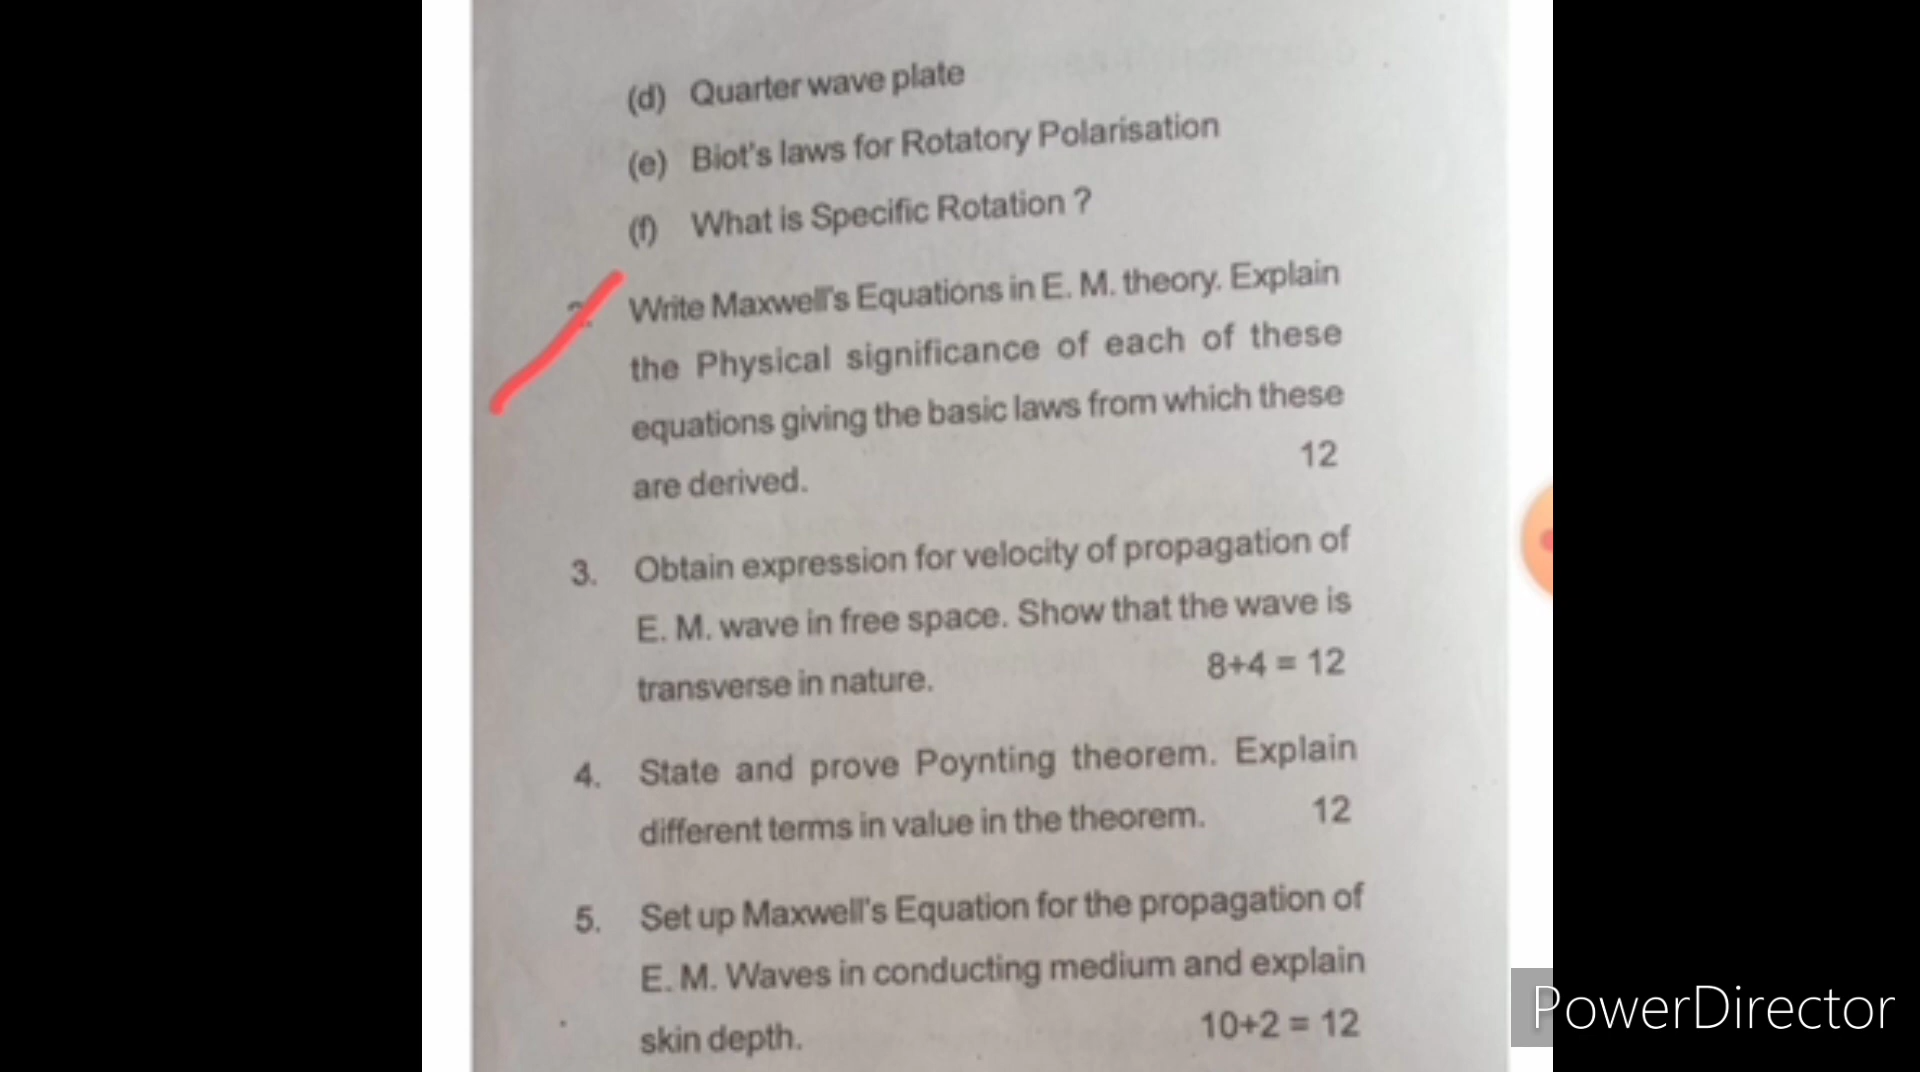 (d) Quarter wave plate
(e) Biot's laws for Rotatory Polarisation
(f) What is Specific Rotation ?
2. Write Maxwell's Equations in E. M. theory. Explain
the Physical significance of each of these
equations giving the basic laws from which these
are derived. 12
3. Obtain expression for velocity of propagation of
E. M. wave in free space. Show that the wave is
transverse in nature. 8+4 = 12
4. State and prove Poynting theorem. Explain
different terms in value in the theorem. 12
5. Set up Maxwell's Equation for the propagation of
E. M. Waves in conducting medium and explain
skin depth. 10+2 = 12
PowerDirector